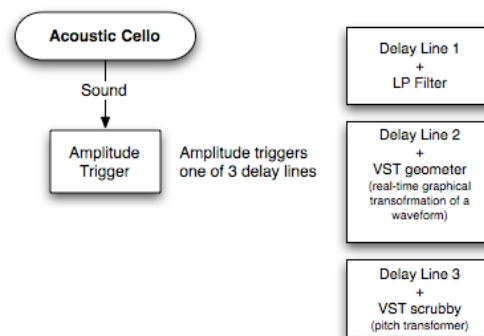 Acoustic Cello
Sound
Amplitude
Trigger
Amplitude triggers
one of 3 delay lines
Delay Line 1
+
LP Filter
Delay Line 2
+
VST geometer
(real-time graphical
transofrmation of a
waveform)
Delay Line 3
+
VST scrubby
(pitch transformer)